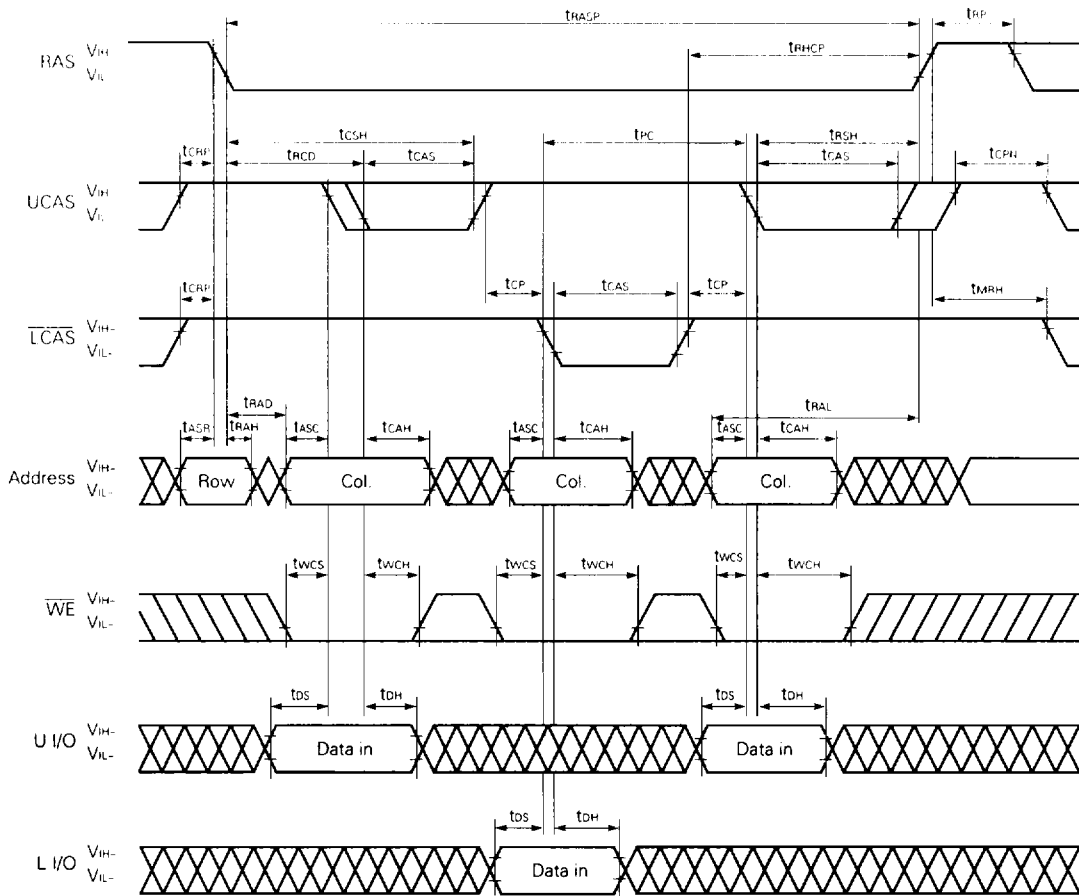 tRASP tRP
RAS VIH VIL
tRHCP
tCSH tPC tRSH
tCRP tRCD tCAS tCAS tCPN
UCAS VIH VIL
tCRP tCP tCAS tCP tMRH
LCAS VIH- VIL-
tRAD tRAL
tASR tRAH tASC tCAH tASC tCAH tASC tCAH
Address VIH- VIL- Row Col. Col. Col.
tWCS tWCH tWCS tWCH tWCS tWCH
WE VIH- VIL-
tDS tDH tDS tDH
U I/O VIH- VIL- Data in Data in
tDS tDH
L I/O VIH- VIL- Data in